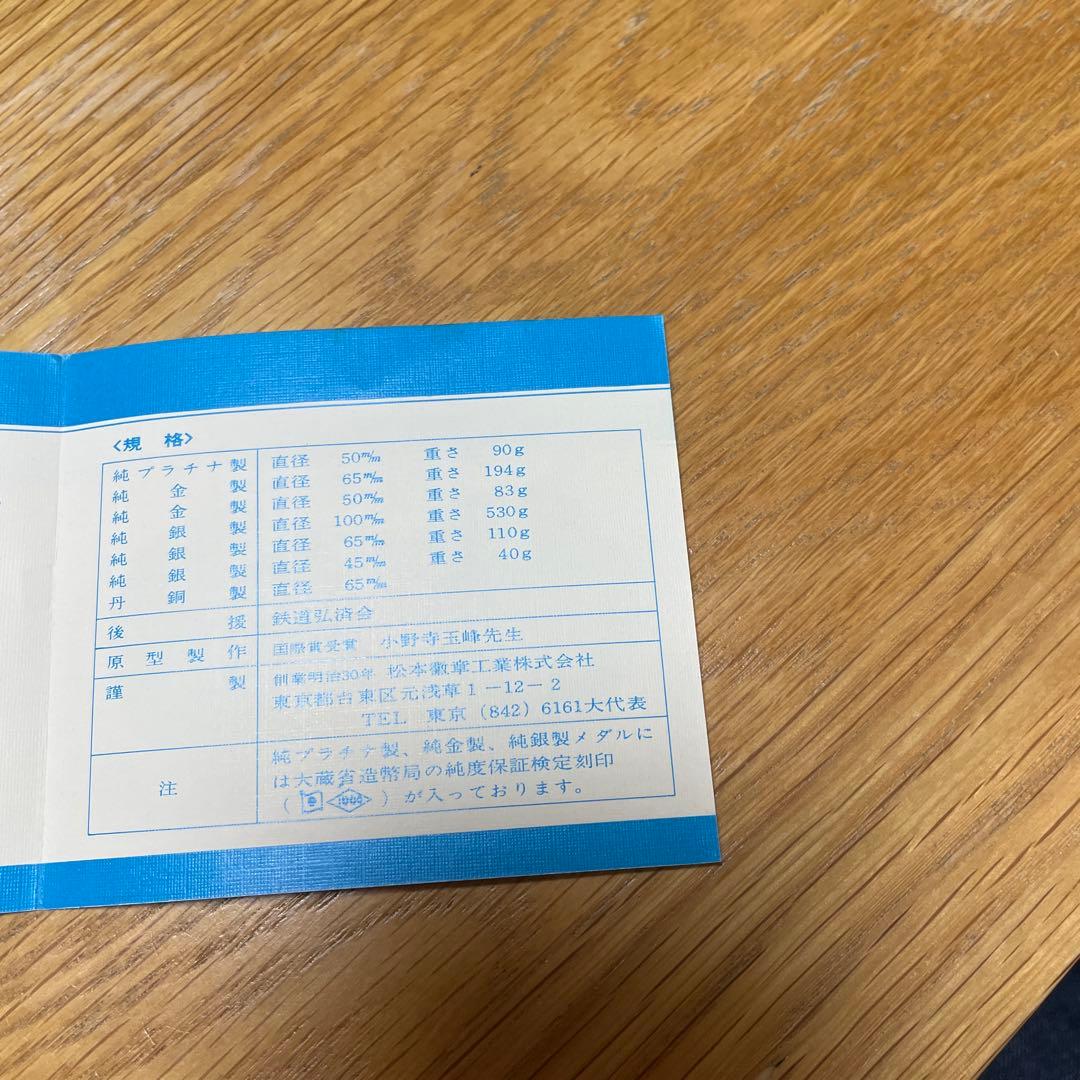 〈規 格〉
純プラチナ製 直径 50m/m 重さ 90g
純金製 直径 65m/m 重さ 194g
純金製 直径 50m/m 重さ 83g
純銀製 直径 100m/m 重さ 530g
純銀製 直径 65m/m 重さ 110g
純銀製 直径 45m/m 重さ 40g
丹銅製 直径 65m/m
後援 鉄道弘済会
原型製作 国際賞受賞 小野寺玉峰先生
謹製 創業明治30年 松本徽章工業株式会社
東京都台東区元浅草1-12-2
TEL 東京(842)6161大代表
注 純プラチナ製、純金製、純銀製メダルに
は大蔵省造幣局の純度保証検定刻印
( 1000 )が入っております。